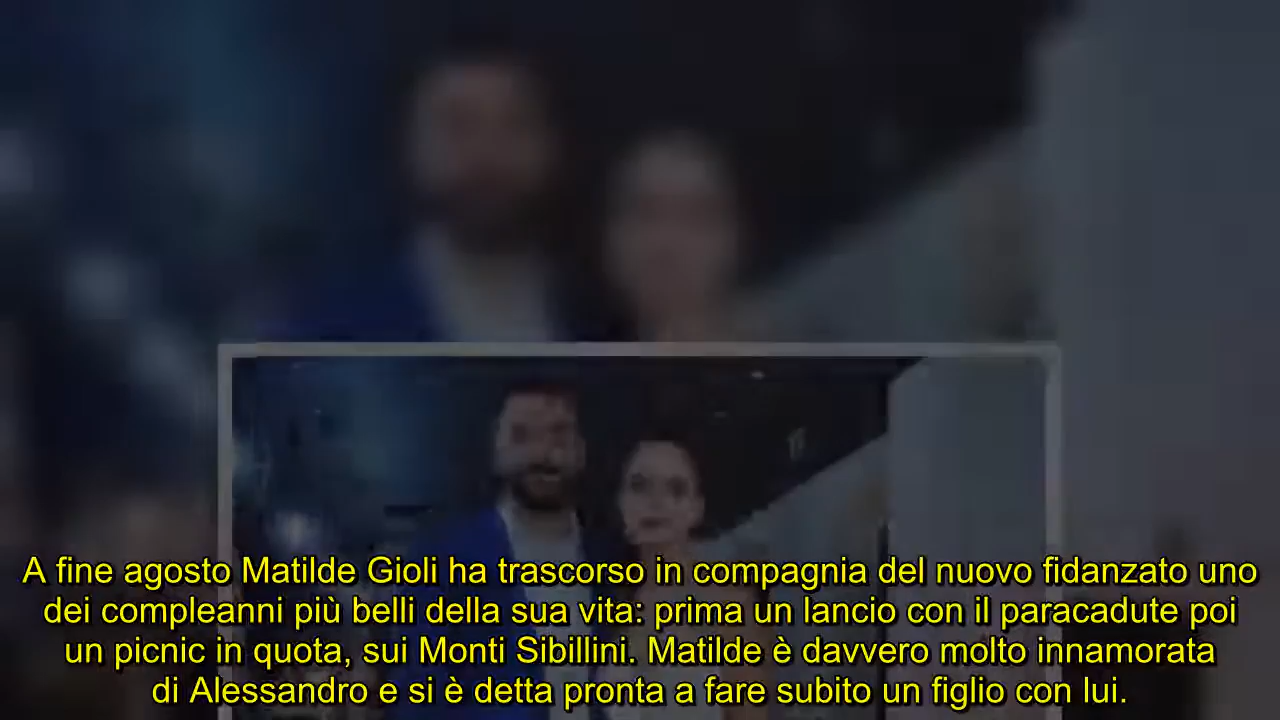 A fine agosto Matilde Gioli ha trascorso in compagnia del nuovo fidanzato uno
dei compleanni più belli della sua vita: prima un lancio con il paracadute poi
un picnic in quota, sui Monti Sibillini. Matilde è davvero molto innamorata
di Alessandro e si è detta pronta a fare subito un figlio con lui.